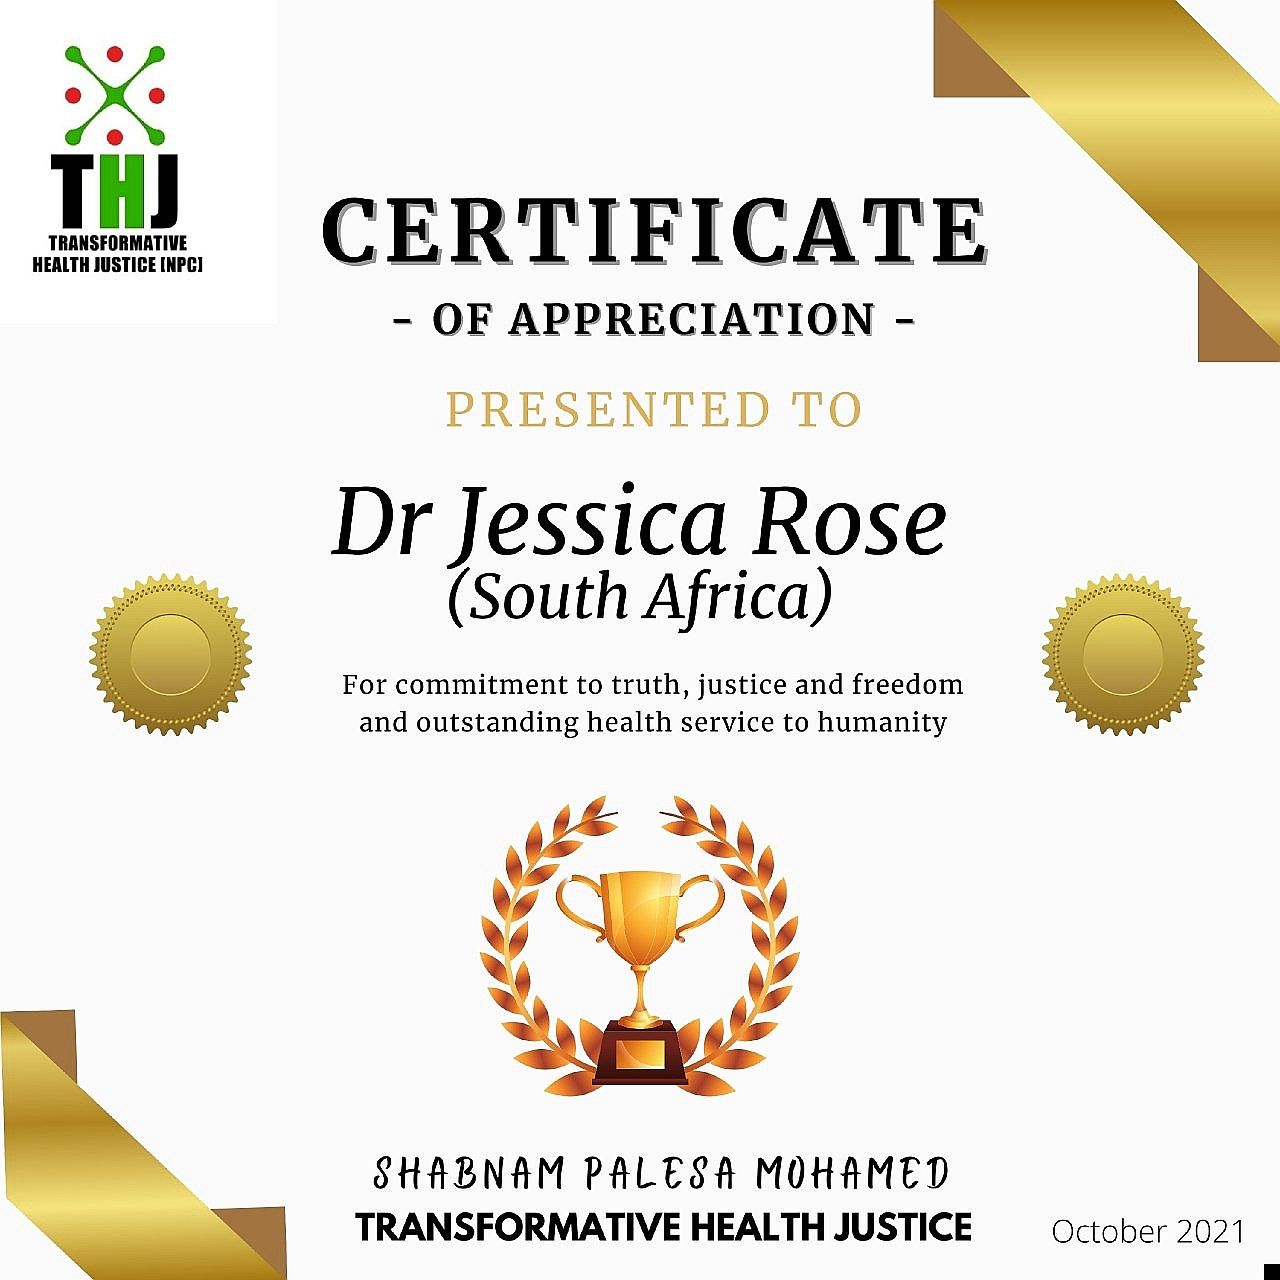 THJ
TRANSFORMATIVE
HEALTH JUSTICE [NPC]
CERTIFICATE
- OF APPRECIATION -
PRESENTED TO
Dr Jessica Rose
(South Africa)
For commitment to truth, justice and freedom
and outstanding health service to humanity
SHABNAM PALESA MOHAMED
TRANSFORMATIVE HEALTH JUSTICE
October 2021